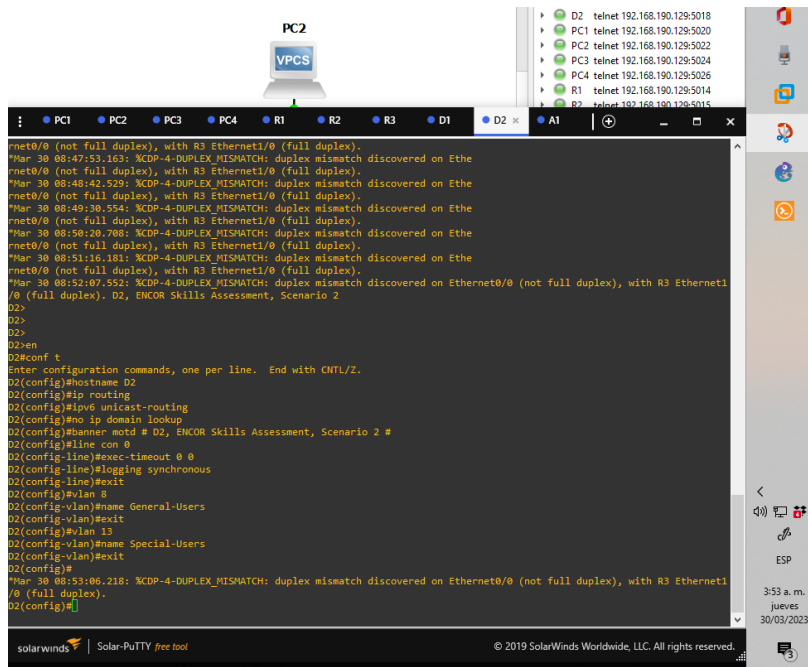 PC2
VPCS
D2 telnet 192.168.190.129:5018
PC1 telnet 192.168.190.129:5020
PC2 telnet 192.168.190.129:5022
PC3 telnet 192.168.190.129:5024
PC4 telnet 192.168.190.129:5026
R1 telnet 192.168.190.129:5014
R2 telnet 192.168.190.129:5015
PC1 PC2 PC3 PC4 R1 R2 R3 D1 D2 × A1
rnet0/0 (not full duplex), with R3 Ethernet1/0 (full duplex).
*Mar 30 08:47:53.163: %CDP-4-DUPLEX_MISMATCH: duplex mismatch discovered on Ethe
rnet0/0 (not full duplex), with R3 Ethernet1/0 (full duplex).
*Mar 30 08:48:42.529: %CDP-4-DUPLEX_MISMATCH: duplex mismatch discovered on Ethe
rnet0/0 (not full duplex), with R3 Ethernet1/0 (full duplex).
*Mar 30 08:49:30.554: %CDP-4-DUPLEX_MISMATCH: duplex mismatch discovered on Ethe
rnet0/0 (not full duplex), with R3 Ethernet1/0 (full duplex).
*Mar 30 08:50:20.708: %CDP-4-DUPLEX_MISMATCH: duplex mismatch discovered on Ethe
rnet0/0 (not full duplex), with R3 Ethernet1/0 (full duplex).
*Mar 30 08:51:16.181: %CDP-4-DUPLEX_MISMATCH: duplex mismatch discovered on Ethe
rnet0/0 (not full duplex), with R3 Ethernet1/0 (full duplex).
*Mar 30 08:52:07.552: %CDP-4-DUPLEX_MISMATCH: duplex mismatch discovered on Ethernet0/0 (not full duplex), with R3 Ethernet1
/0 (full duplex). D2, ENCOR Skills Assessment, Scenario 2
D2>
D2>
D2>
D2>en
D2#conf t
Enter configuration commands, one per line. End with CNTL/Z.
D2(config)#hostname D2
D2(config)#ip routing
D2(config)#ipv6 unicast-routing
D2(config)#no ip domain lookup
D2(config)#banner motd # D2, ENCOR Skills Assessment, Scenario 2 #
D2(config)#line con 0
D2(config-line)#exec-timeout 0 0
D2(config-line)#logging synchronous
D2(config-line)#exit
D2(config)#vlan 8
D2(config-vlan)#name General-Users
D2(config-vlan)#exit
D2(config)#vlan 13
D2(config-vlan)#name Special-Users
D2(config-vlan)#exit
D2(config)#
*Mar 30 08:53:06.218: %CDP-4-DUPLEX_MISMATCH: duplex mismatch discovered on Ethernet0/0 (not full duplex), with R3 Ethernet1
/0 (full duplex).
D2(config)#
solarwinds Solar-PuTTY free tool © 2019 SolarWinds Worldwide, LLC. All rights reserved.
ESP
3:53 a. m.
jueves
30/03/2023
3